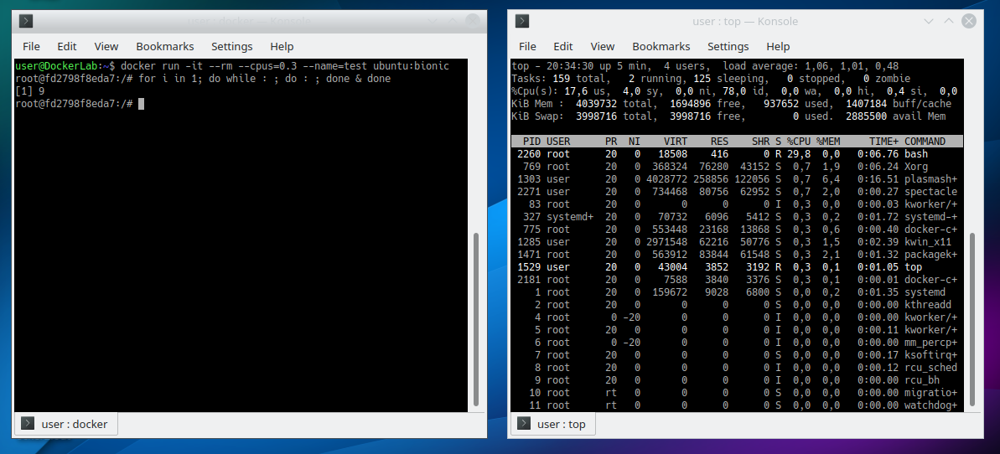 user : docker — Konsole
File Edit View Bookmarks Settings Help
user@DockerLab:~$ docker run -it --rm --cpus=0.3 --name=test ubuntu:bionic
root@fd2798f8eda7:/# for i in 1; do while : ; do : ; done & done
[1] 9
root@fd2798f8eda7:/#
user : docker
user : top — Konsole
File Edit View Bookmarks Settings Help
top - 20:34:30 up 5 min,  4 users,  load average: 1,06, 1,01, 0,48
Tasks: 159 total,   2 running, 125 sleeping,   0 stopped,   0 zombie
%Cpu(s): 17,6 us,  4,0 sy,  0,0 ni, 78,0 id,  0,0 wa,  0,0 hi,  0,4 si,  0,0
KiB Mem :  4039732 total,  1694896 free,   937652 used,  1407184 buff/cache
KiB Swap:  3998716 total,  3998716 free,        0 used.  2885500 avail Mem
PID USER PR NI VIRT RES SHR S %CPU %MEM TIME+ COMMAND
2260 root 20 0 18508 416 0 R 29,8 0,0 0:06.76 bash
769 root 20 0 368324 76280 43152 S 0,7 1,9 0:06.24 Xorg
1303 user 20 0 4028772 258856 122056 S 0,7 6,4 0:16.51 plasmash+
2271 user 20 0 734468 80756 62952 S 0,7 2,0 0:00.27 spectacle
83 root 20 0 0 0 0 I 0,3 0,0 0:00.03 kworker/+
327 systemd+ 20 0 70732 6096 5412 S 0,3 0,2 0:01.72 systemd-+
775 root 20 0 553448 23168 13868 S 0,3 0,6 0:00.40 docker-c+
1285 user 20 0 2971548 62216 50776 S 0,3 1,5 0:02.39 kwin_x11
1471 root 20 0 563912 83844 61548 S 0,3 2,1 0:01.32 packagek+
1529 user 20 0 43004 3852 3192 R 0,3 0,1 0:01.05 top
2181 root 20 0 7588 3840 3376 S 0,3 0,1 0:00.01 docker-c+
1 root 20 0 159672 9028 6800 S 0,0 0,2 0:01.35 systemd
2 root 20 0 0 0 0 S 0,0 0,0 0:00.00 kthreadd
4 root 0 -20 0 0 0 I 0,0 0,0 0:00.00 kworker/+
5 root 20 0 0 0 0 I 0,0 0,0 0:00.11 kworker/+
6 root 0 -20 0 0 0 I 0,0 0,0 0:00.00 mm_percp+
7 root 20 0 0 0 0 S 0,0 0,0 0:00.17 ksoftirq+
8 root 20 0 0 0 0 I 0,0 0,0 0:00.12 rcu_sched
9 root 20 0 0 0 0 I 0,0 0,0 0:00.00 rcu_bh
10 root rt 0 0 0 0 S 0,0 0,0 0:00.00 migratio+
11 root rt 0 0 0 0 S 0,0 0,0 0:00.00 watchdog+
user : top